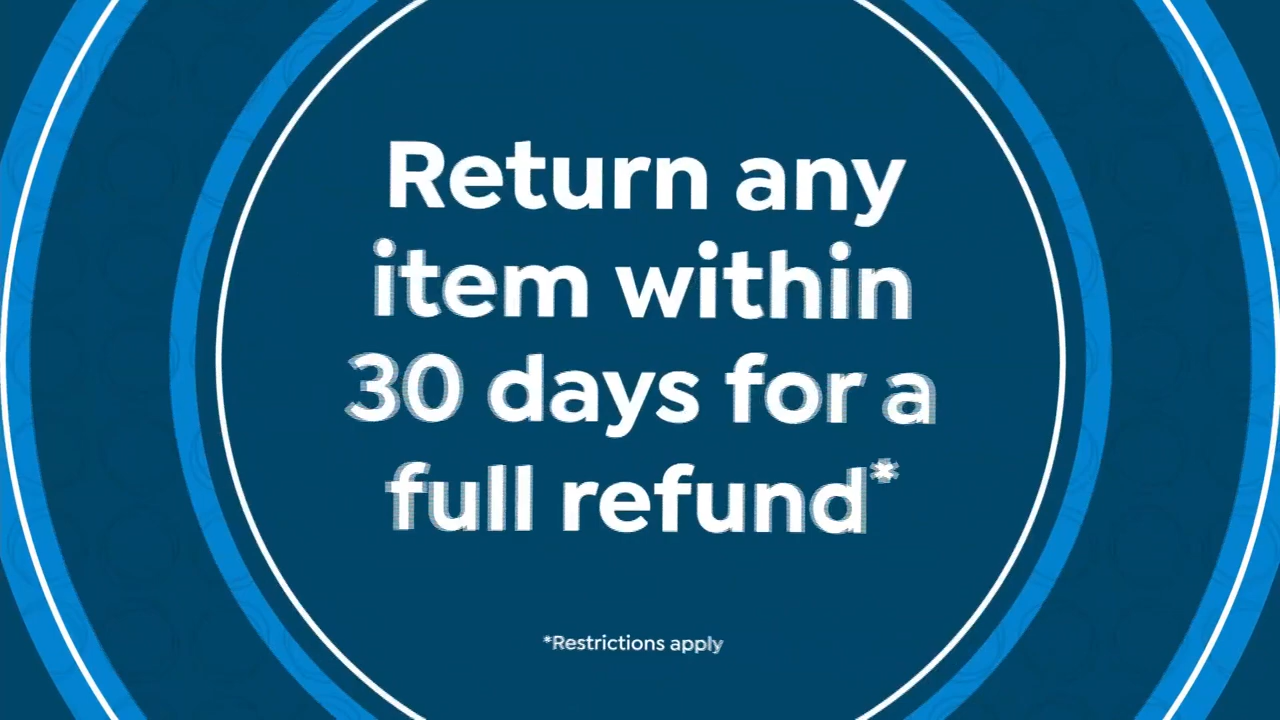 Return any
item within
30 days for a
full refund*
*Restrictions apply